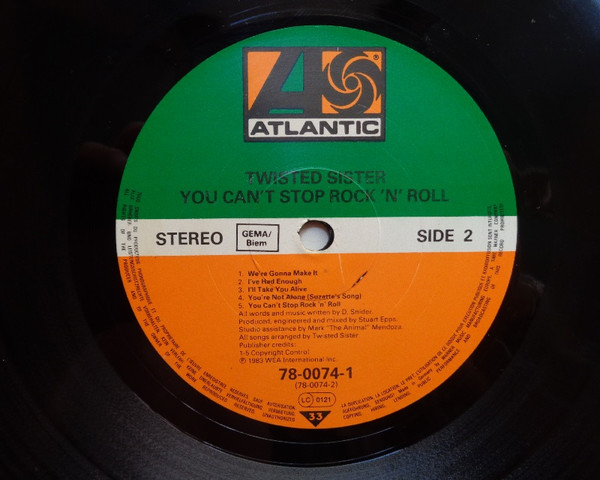 ATLANTIC
TWISTED SISTER
YOU CAN'T STOP ROCK 'N' ROLL
STEREO
GEMA/
Biem
SIDE 2
1. We're Gonna Make It
2. I've Had Enough
3. I'll Take You Alive
4. You're Not Alone (Suzette's Song)
5. You Can't Stop Rock 'n' Roll
All words and music written by D. Snider.
Produced, engineered and mixed by Stuart Epps.
Studio assistance by Mark "The Animal" Mendoza.
All songs arranged by Twisted Sister.
Publisher credits:
1-5 Copyright Control
℗ 1983 WEA International Inc.
78-0074-1
(78-0074-2)
LC 0121
33